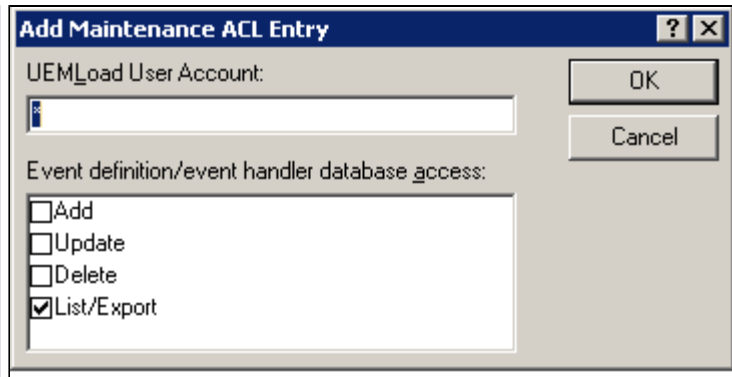 Add Maintenance ACL Entry
UEMLoad User Account:
OK
*
Cancel
Event definition/event handler database access:
Add
Update
Delete
List/Export